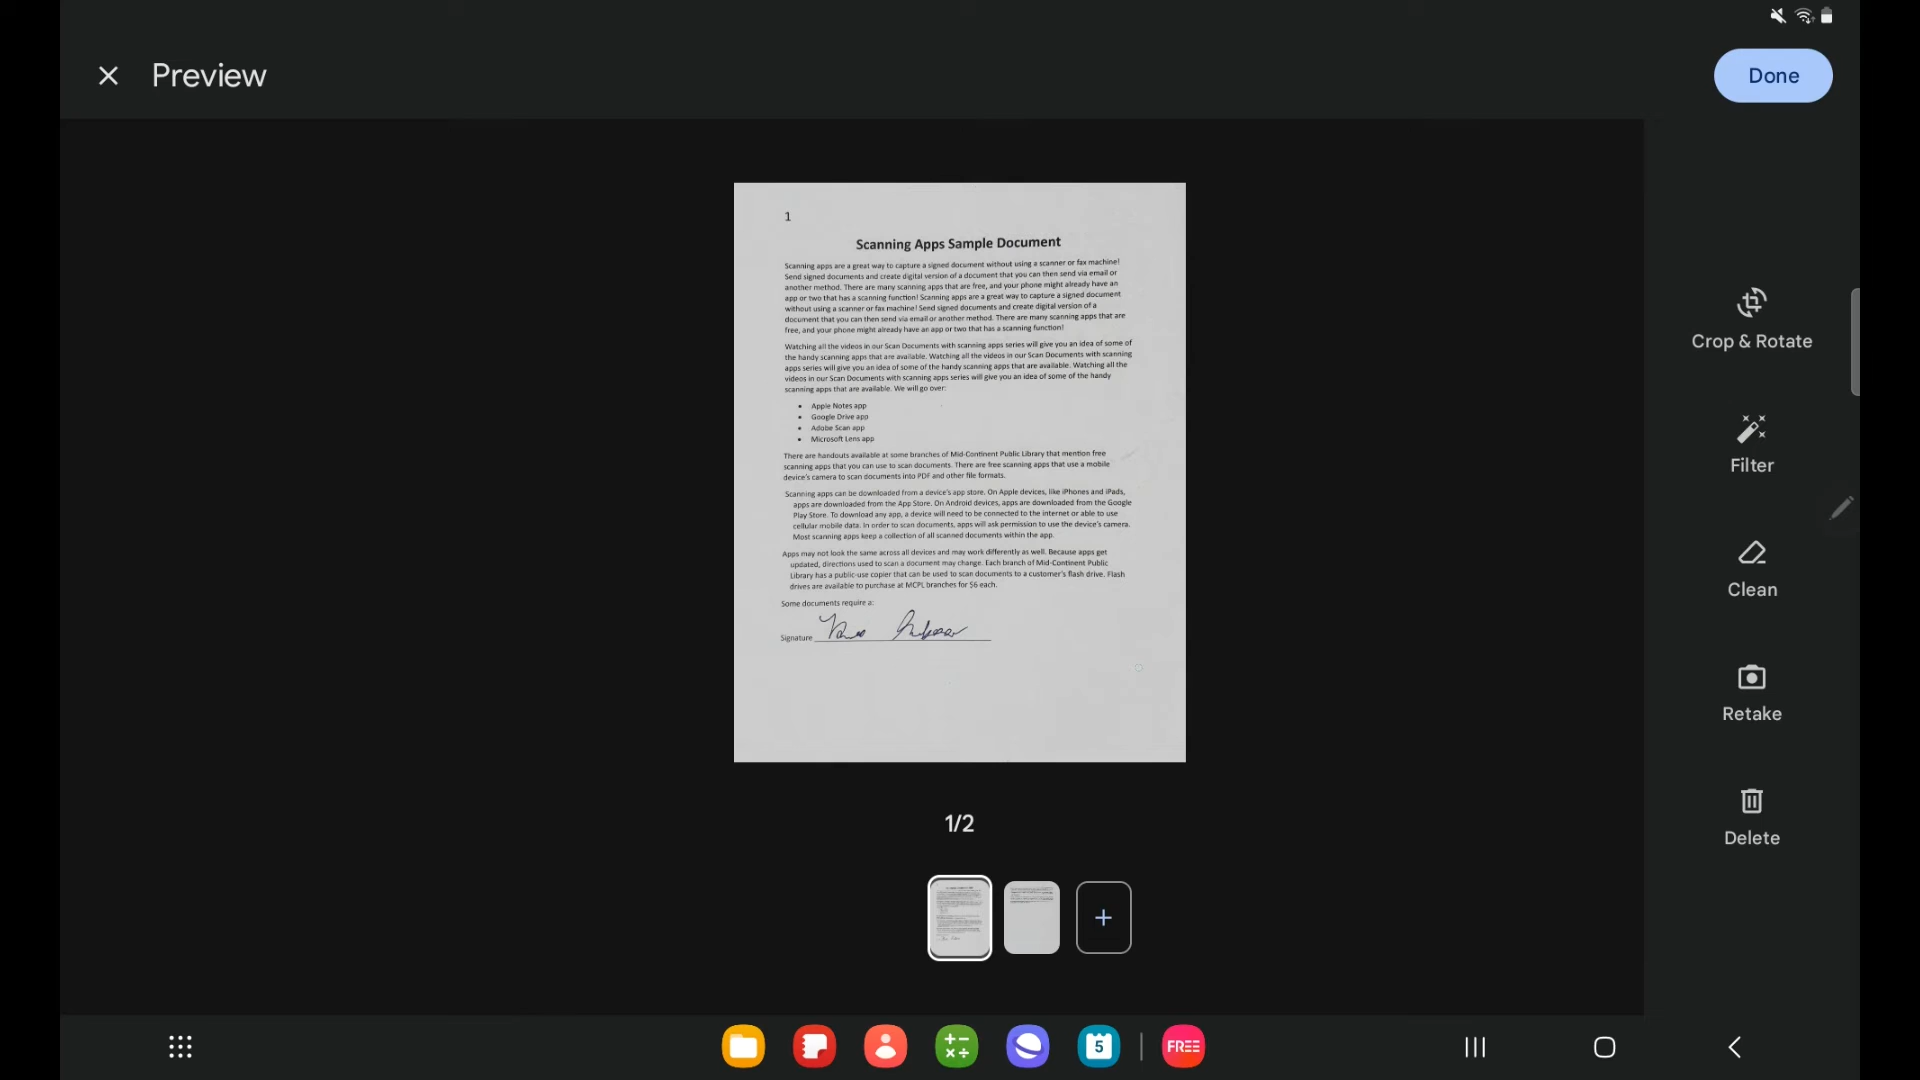 Preview
Done
1
Scanning Apps Sample Document
Scanning apps are a great way to capture a signed document without using a scanner or fax machine!
Send signed documents and create digital version of a document that you can then send via email or
another method. There are many scanning apps that are free, and your phone might already have an
app or two that has a scanning function! Scanning apps are a great way to capture a signed document
without using a scanner or fax machine! Send signed documents and create digital version of a
document that you can then send via email or another method. There are many scanning apps that are
free, and your phone might already have an app or two that has a scanning function!
Watching all the videos in our Scan Documents with scanning apps series will give you an idea of some of
the handy scanning apps that are available. Watching all the videos in our Scan Documents with scanning
apps series will give you an idea of some of the handy scanning apps that are available. Watching all the
videos in our Scan Documents with scanning apps series will give you an idea of some of the handy
scanning apps that are available. We will go over:
• Apple Notes app
• Google Drive app
• Adobe Scan app
• Microsoft Lens app
There are handouts available at some branches of Mid-Continent Public Library that mention free
scanning apps that you can use to scan documents. There are free scanning apps that use a mobile
device's camera to scan documents into PDF and other file formats.
Scanning apps can be downloaded from a device's app store. On Apple devices, like iPhones and iPads,
apps are downloaded from the App Store. On Android devices, apps are downloaded from the Google
Play Store. To download any app, a device will need to be connected to the internet or able to use
cellular mobile data. In order to scan documents, apps will ask permission to use the device's camera.
Most scanning apps keep a collection of all scanned documents within the app.
Apps may not look the same across all devices and may work differently as well. Because apps get
updated, directions used to scan a document may change. Each branch of Mid-Continent Public
Library has a public-use copier that can be used to scan documents to a customer's flash drive. Flash
drives are available to purchase at MCPL branches for $6 each.
Some documents require a:
Signature
1/2
Crop & Rotate
Filter
Clean
Retake
Delete
5
FREE